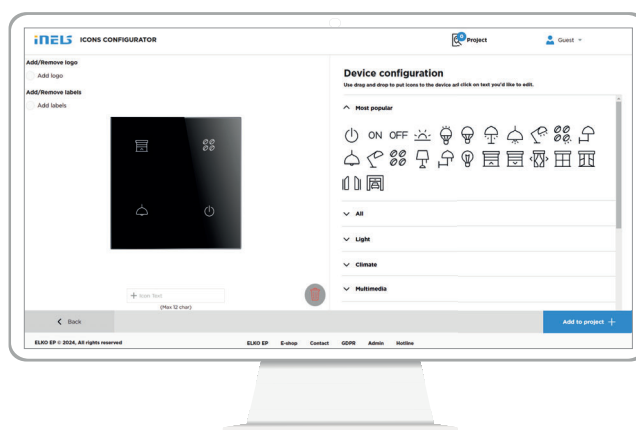 iNELS ICONS CONFIGURATOR
0 Project
Guest
Add/Remove logo
Add logo
Add/Remove labels
Add labels
Icon Text
(Max 12 char)
Device configuration
Use drag and drop to put icons to the device anf click on text you'd like to edit.
Most popular
ON OFF
All
Light
Climate
Multimedia
Back
Add to project
ELKO EP © 2024, All rights reserved
ELKO EP E-shop Contact GDPR Admin Hotline